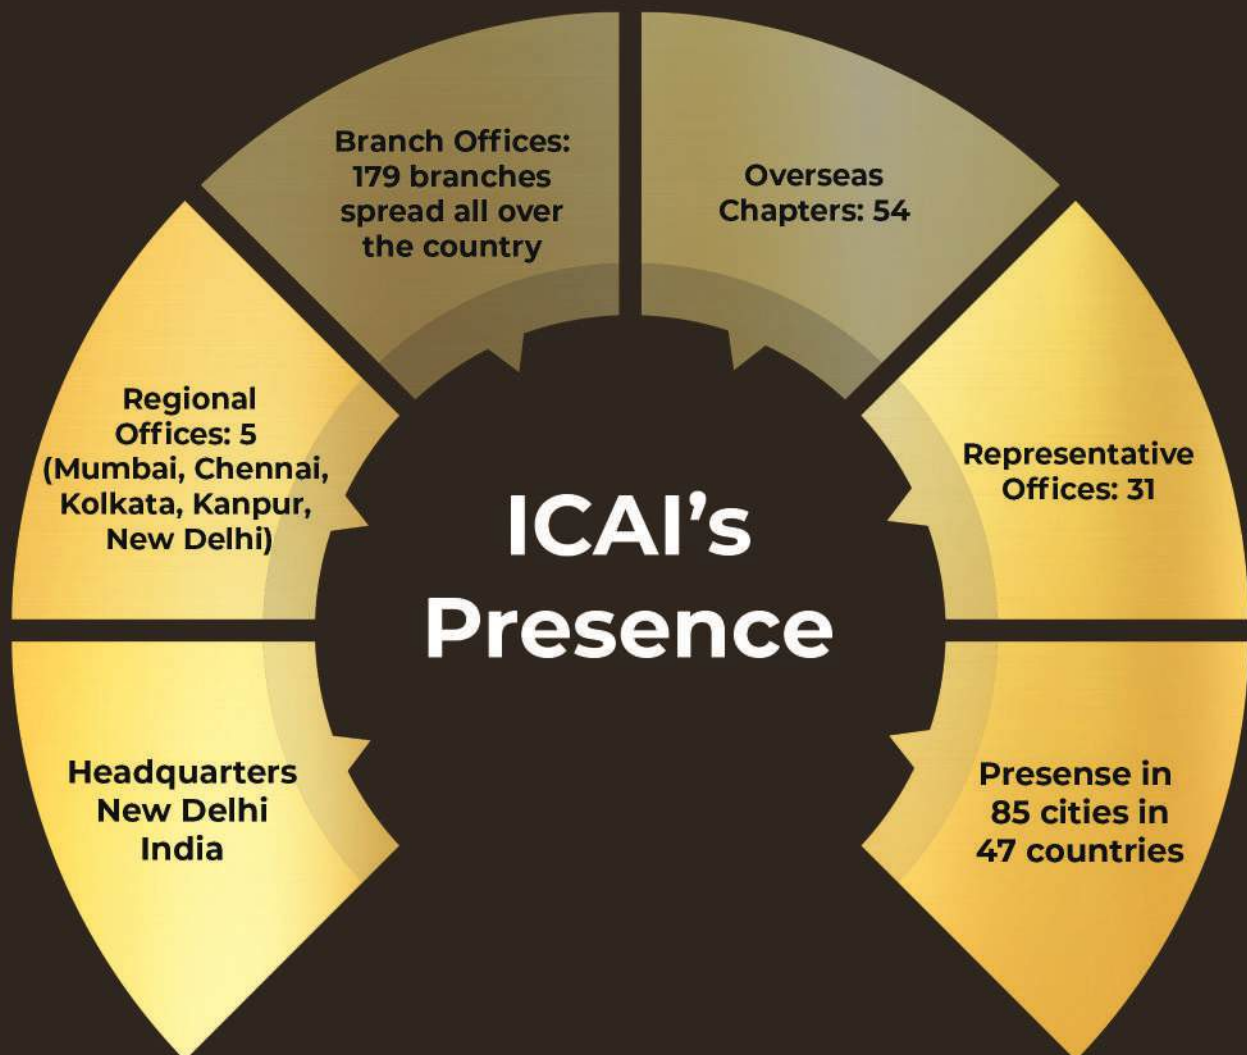 ICAI's
Presence
Headquarters
New Delhi
India
Regional
Offices: 5
(Mumbai, Chennai,
Kolkata, Kanpur,
New Delhi)
Branch Offices:
179 branches
spread all over
the country
Overseas
Chapters: 54
Representative
Offices: 31
Presense in
85 cities in
47 countries